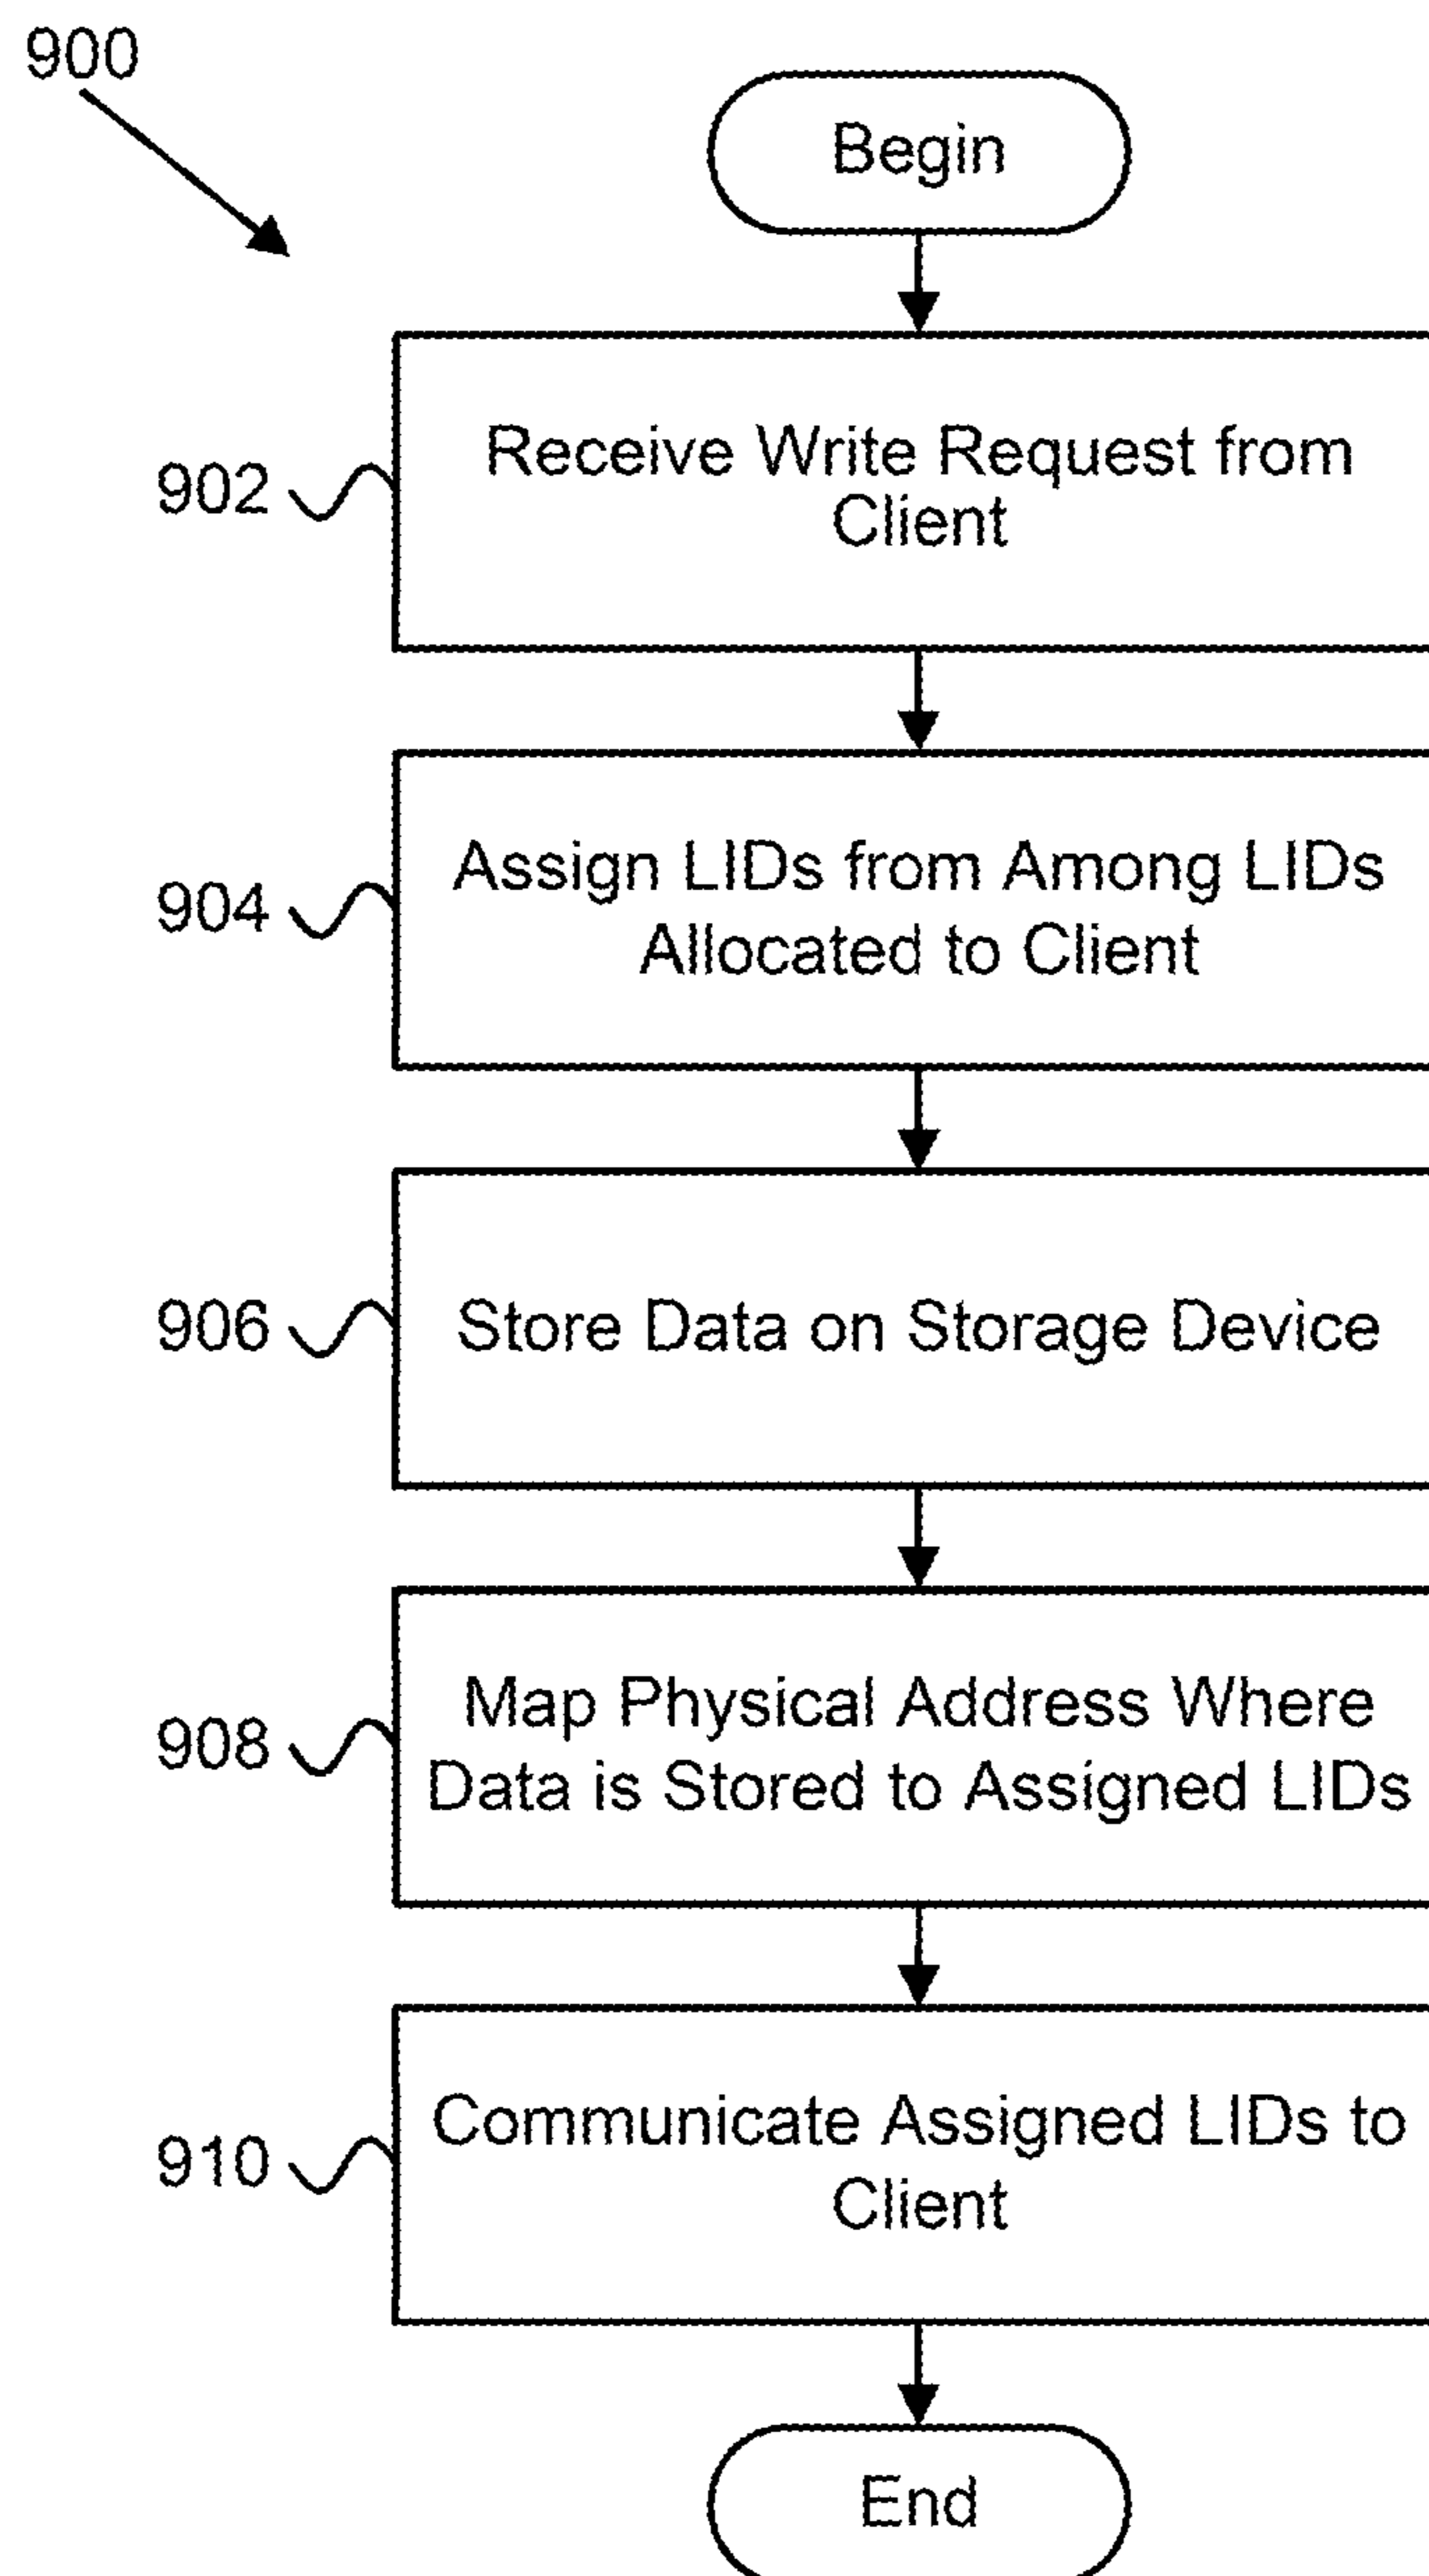 900
Begin
902
Receive Write Request from
Client
904
Assign LIDs from Among LIDs
Allocated to Client
906
Store Data on Storage Device
908
Map Physical Address Where
Data is Stored to Assigned LIDs
910
Communicate Assigned LIDs to
Client
End